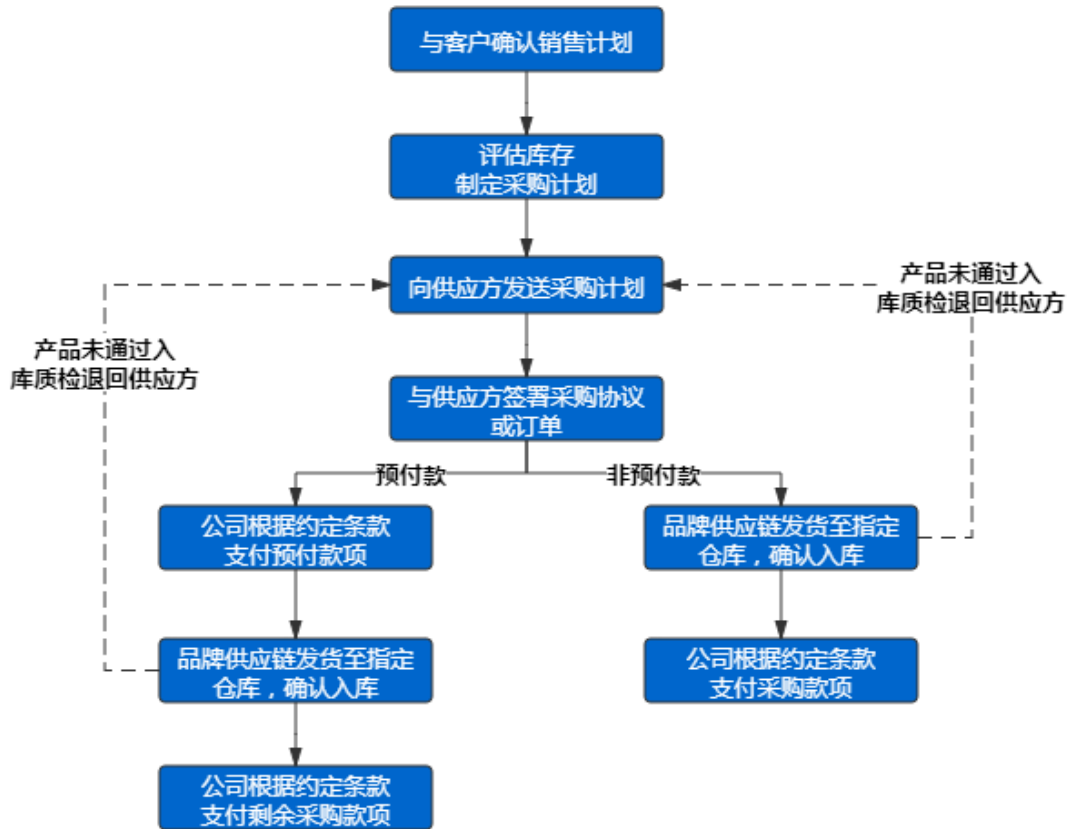 与客户确认销售计划
评估库存
制定采购计划
向供应方发送采购计划
产品未通过入
库质检退回供应方
产品未通过入
库质检退回供应方
与供应方签署采购协议
或订单
预付款
非预付款
公司根据约定条款
支付预付款项
品牌供应链发货至指定
仓库，确认入库
品牌供应链发货至指定
仓库，确认入库
公司根据约定条款
支付采购款项
公司根据约定条款
支付剩余采购款项